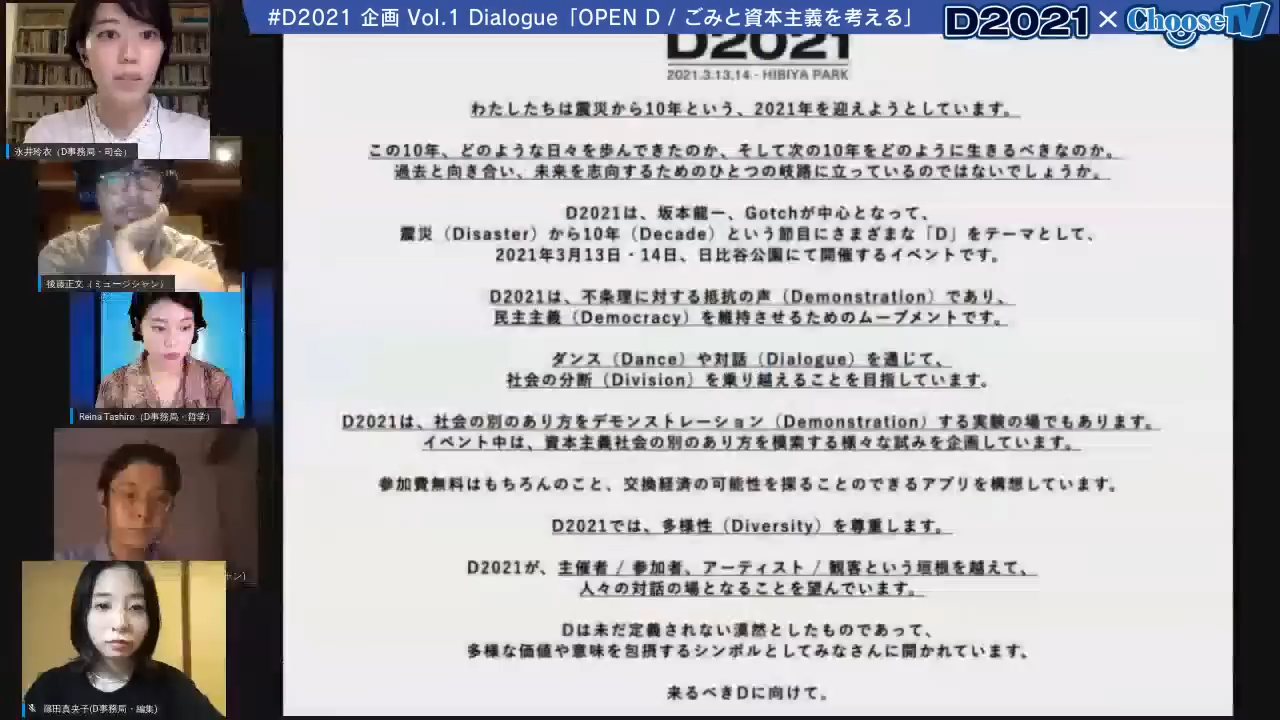 #D2021 企画 Vol.1 Dialogue「OPEN D / ごみと資本主義を考える」
D2021 × ChooseTV
D2021
2021.3.13,14 - HIBIYA PARK
わたしたちは震災から10年という、2021年を迎えようとしています。
この10年、どのような日々を歩んできたのか、そして次の10年をどのように生きるべきなのか。
過去と向き合い、未来を志向するためのひとつの岐路に立っているのではないでしょうか。
D2021は、坂本龍一、Gotchが中心となって、
震災（Disaster）から10年（Decade）という節目にさまざまな「D」をテーマとして、
2021年3月13日・14日、日比谷公園にて開催するイベントです。
D2021は、不条理に対する抵抗の声（Demonstration）であり、
民主主義（Democracy）を維持させるためのムーブメントです。
ダンス（Dance）や対話（Dialogue）を通じて、
社会の分断（Division）を乗り越えることを目指しています。
D2021は、社会の別のあり方をデモンストレーション（Demonstration）する実験の場でもあります。
イベント中は、資本主義社会の別のあり方を模索する様々な試みを企画しています。
参加費無料はもちろんのこと、交換経済の可能性を探ることのできるアプリを構想しています。
D2021では、多様性（Diversity）を尊重します。
D2021が、主催者 / 参加者、アーティスト / 観客という垣根を越えて、
人々の対話の場となることを望んでいます。
Dは未だ定義されない漠然としたものであって、
多様な価値や意味を包摂するシンボルとしてみなさんに開かれています。
来るべきDに向けて。
永井玲衣（D事務局・司会）
後藤正文（ミュージシャン）
Reina Tashiro（D事務局・哲学）
ャン）
藤田真央子(D事務局・編集)